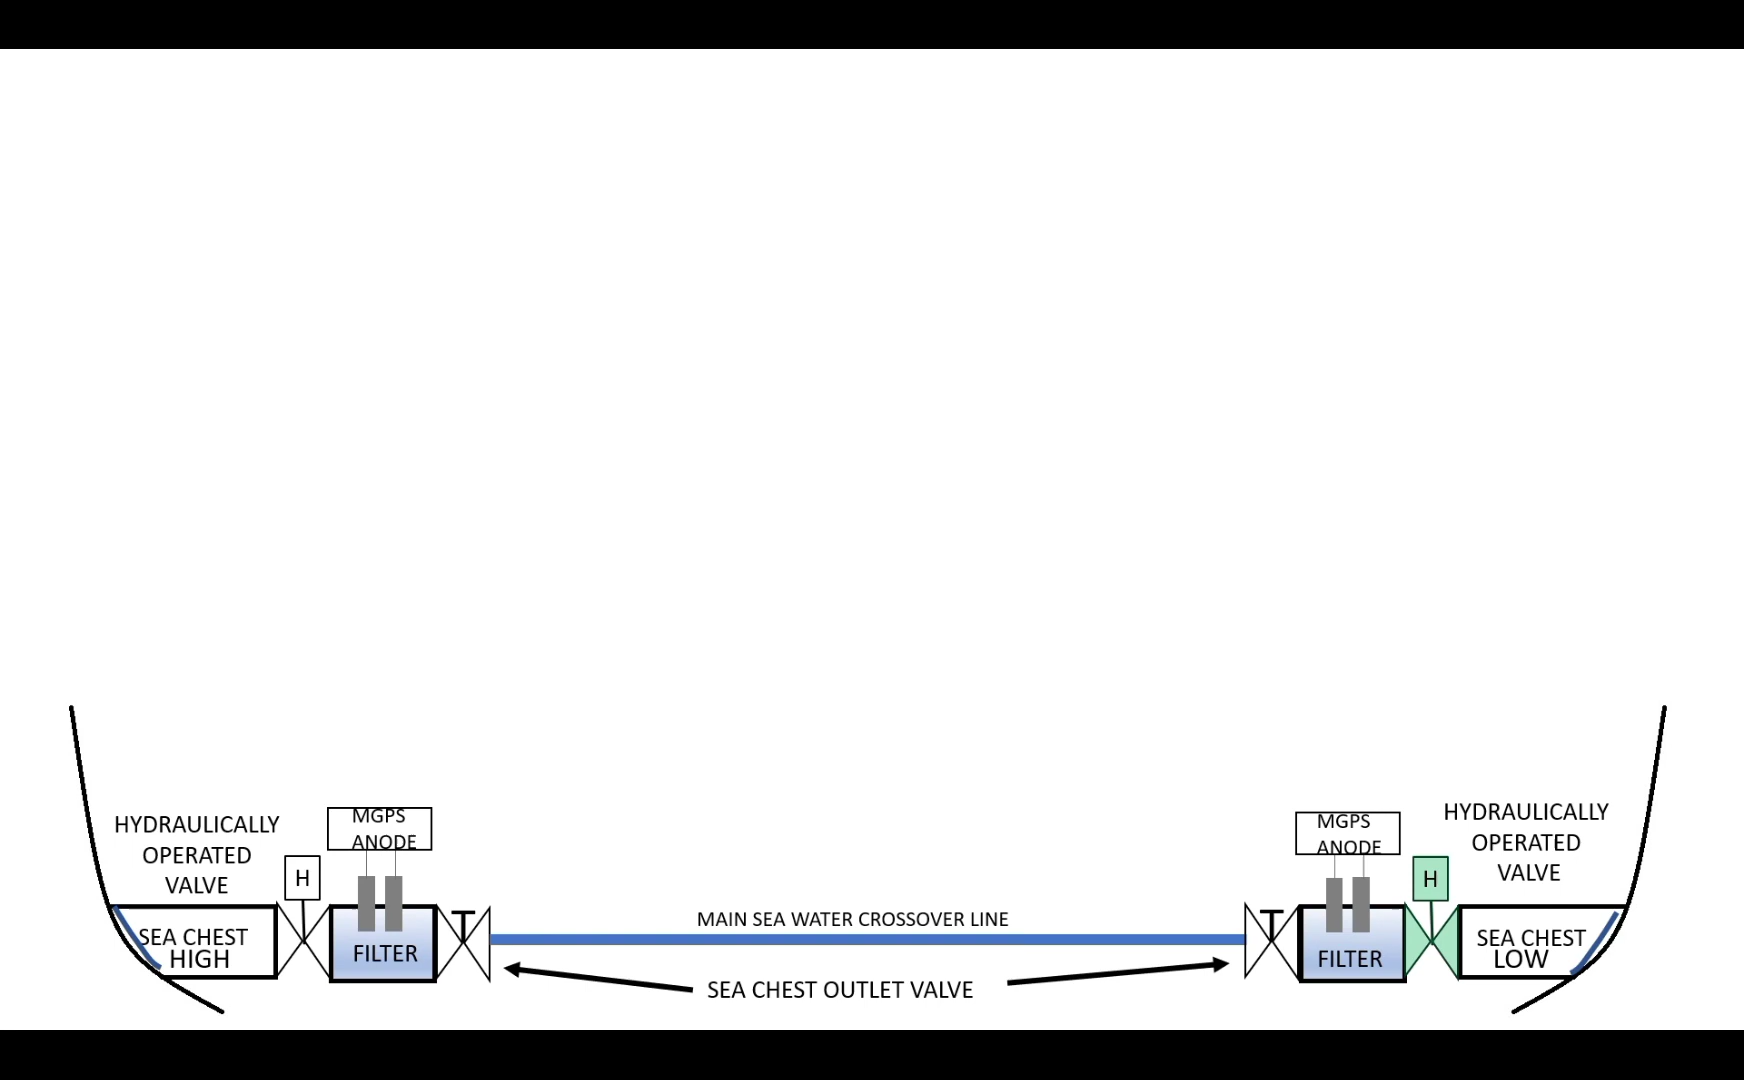 HYDRAULICALLY
OPERATED
VALVE
H
MGPS
ANODE
SEA CHEST
HIGH
FILTER
MAIN SEA WATER CROSSOVER LINE
SEA CHEST OUTLET VALVE
MGPS
ANODE
FILTER
H
HYDRAULICALLY
OPERATED
VALVE
SEA CHEST
LOW